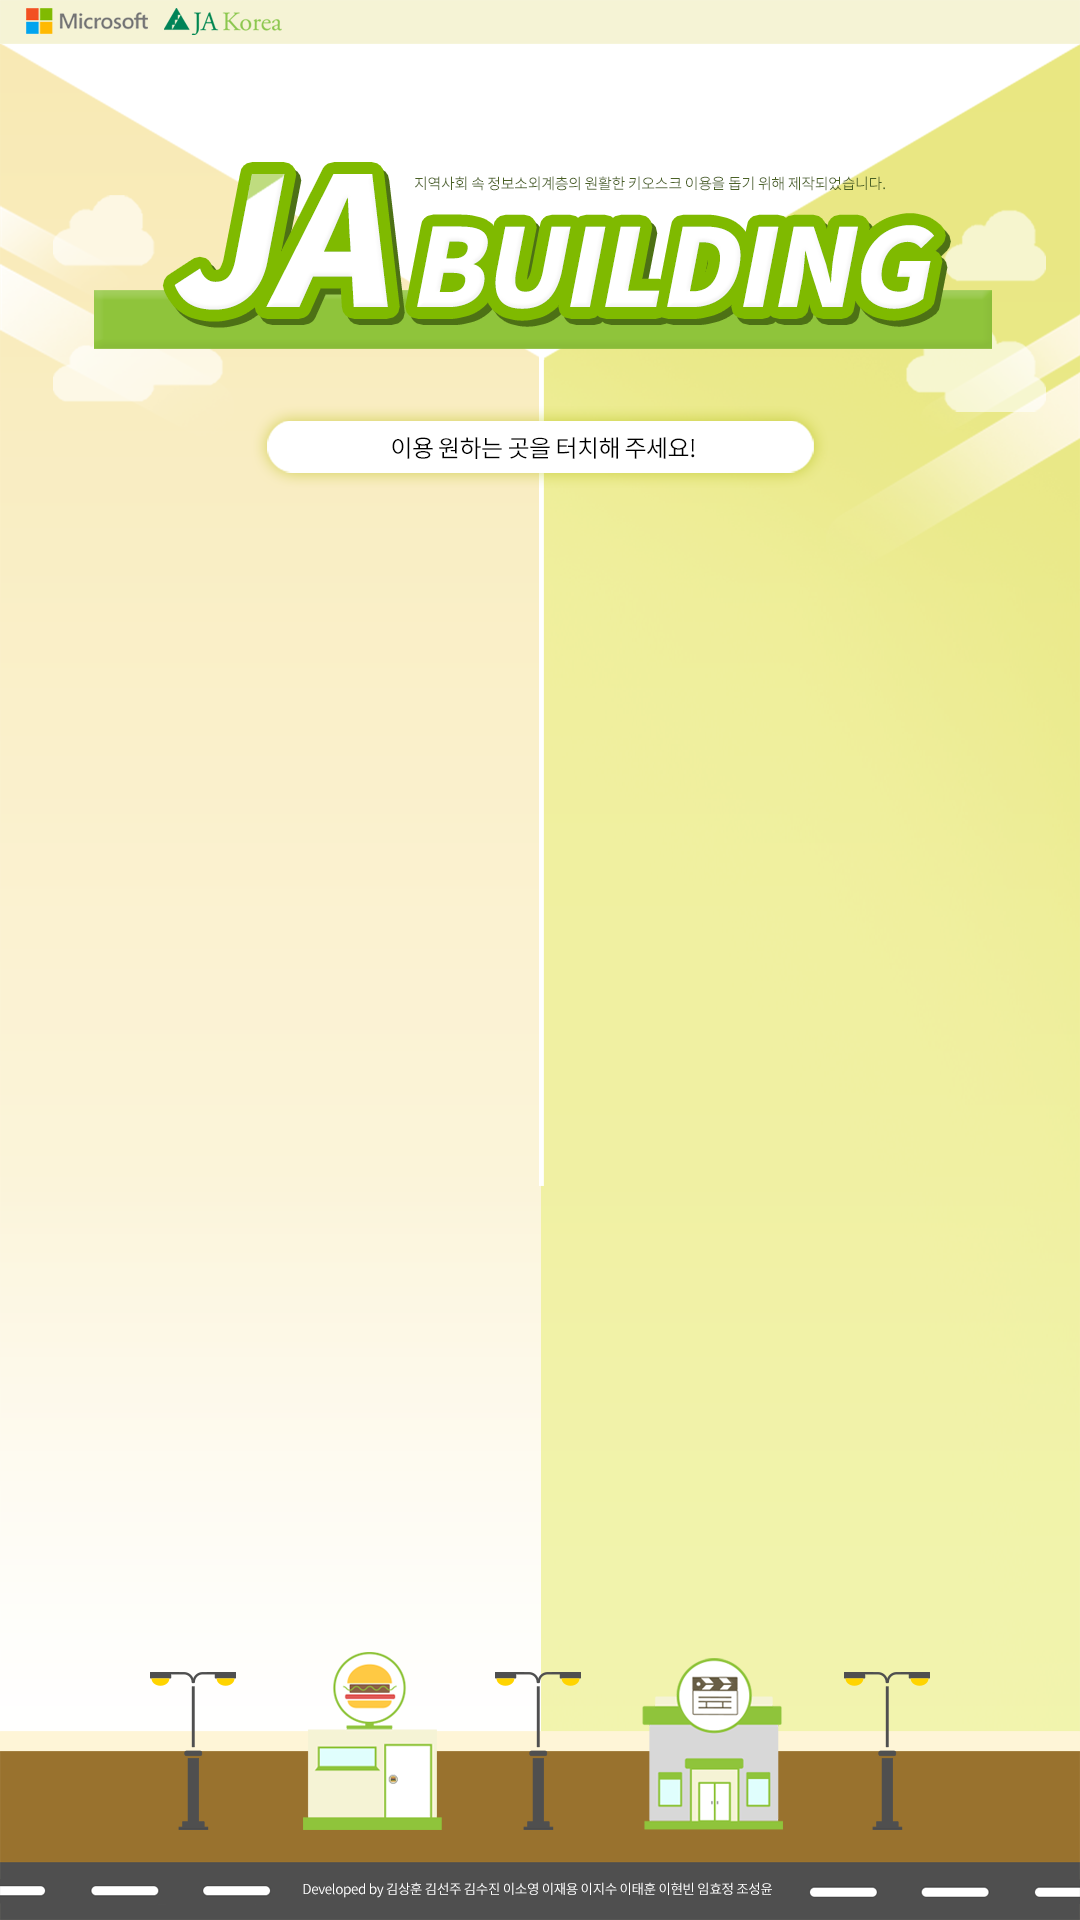 Microsoft JA Korea
지역사회 속 정보소외계층의 원활한 키오스크 이용을 돕기 위해 제작되었습니다.
JA BUILDING
이용 원하는 곳을 터치해 주세요!
Developed by 김상훈 김선주 김수진 이소영 이재용 이지수 이태훈 이현빈 임효정 조성윤